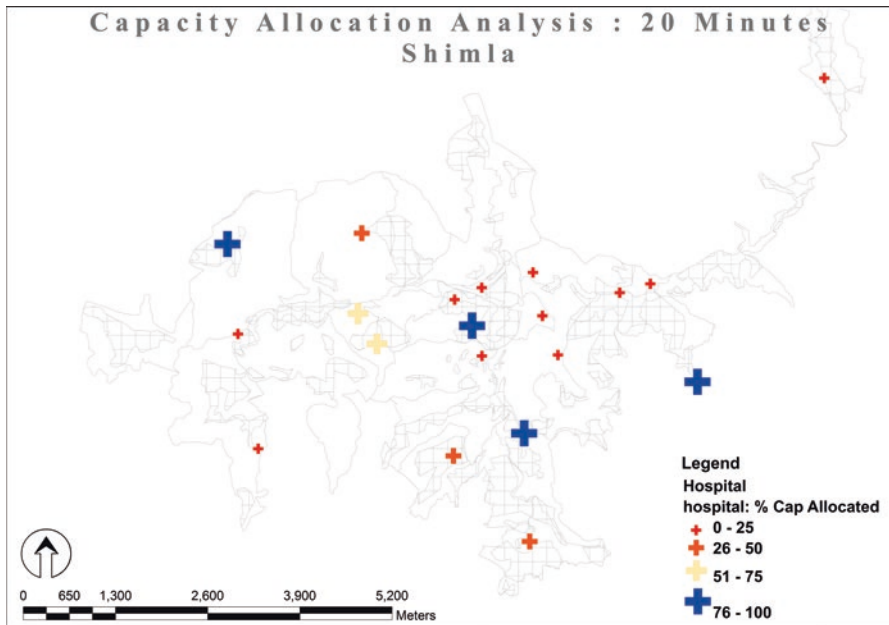 Capacity Allocation Analysis : 20 Minutes
Shimla
Legend
Hospital
hospital: % Cap Allocated
0 - 25
26 - 50
51 - 75
76 - 100
0 650 1,300 2,600 3,900 5,200
Meters